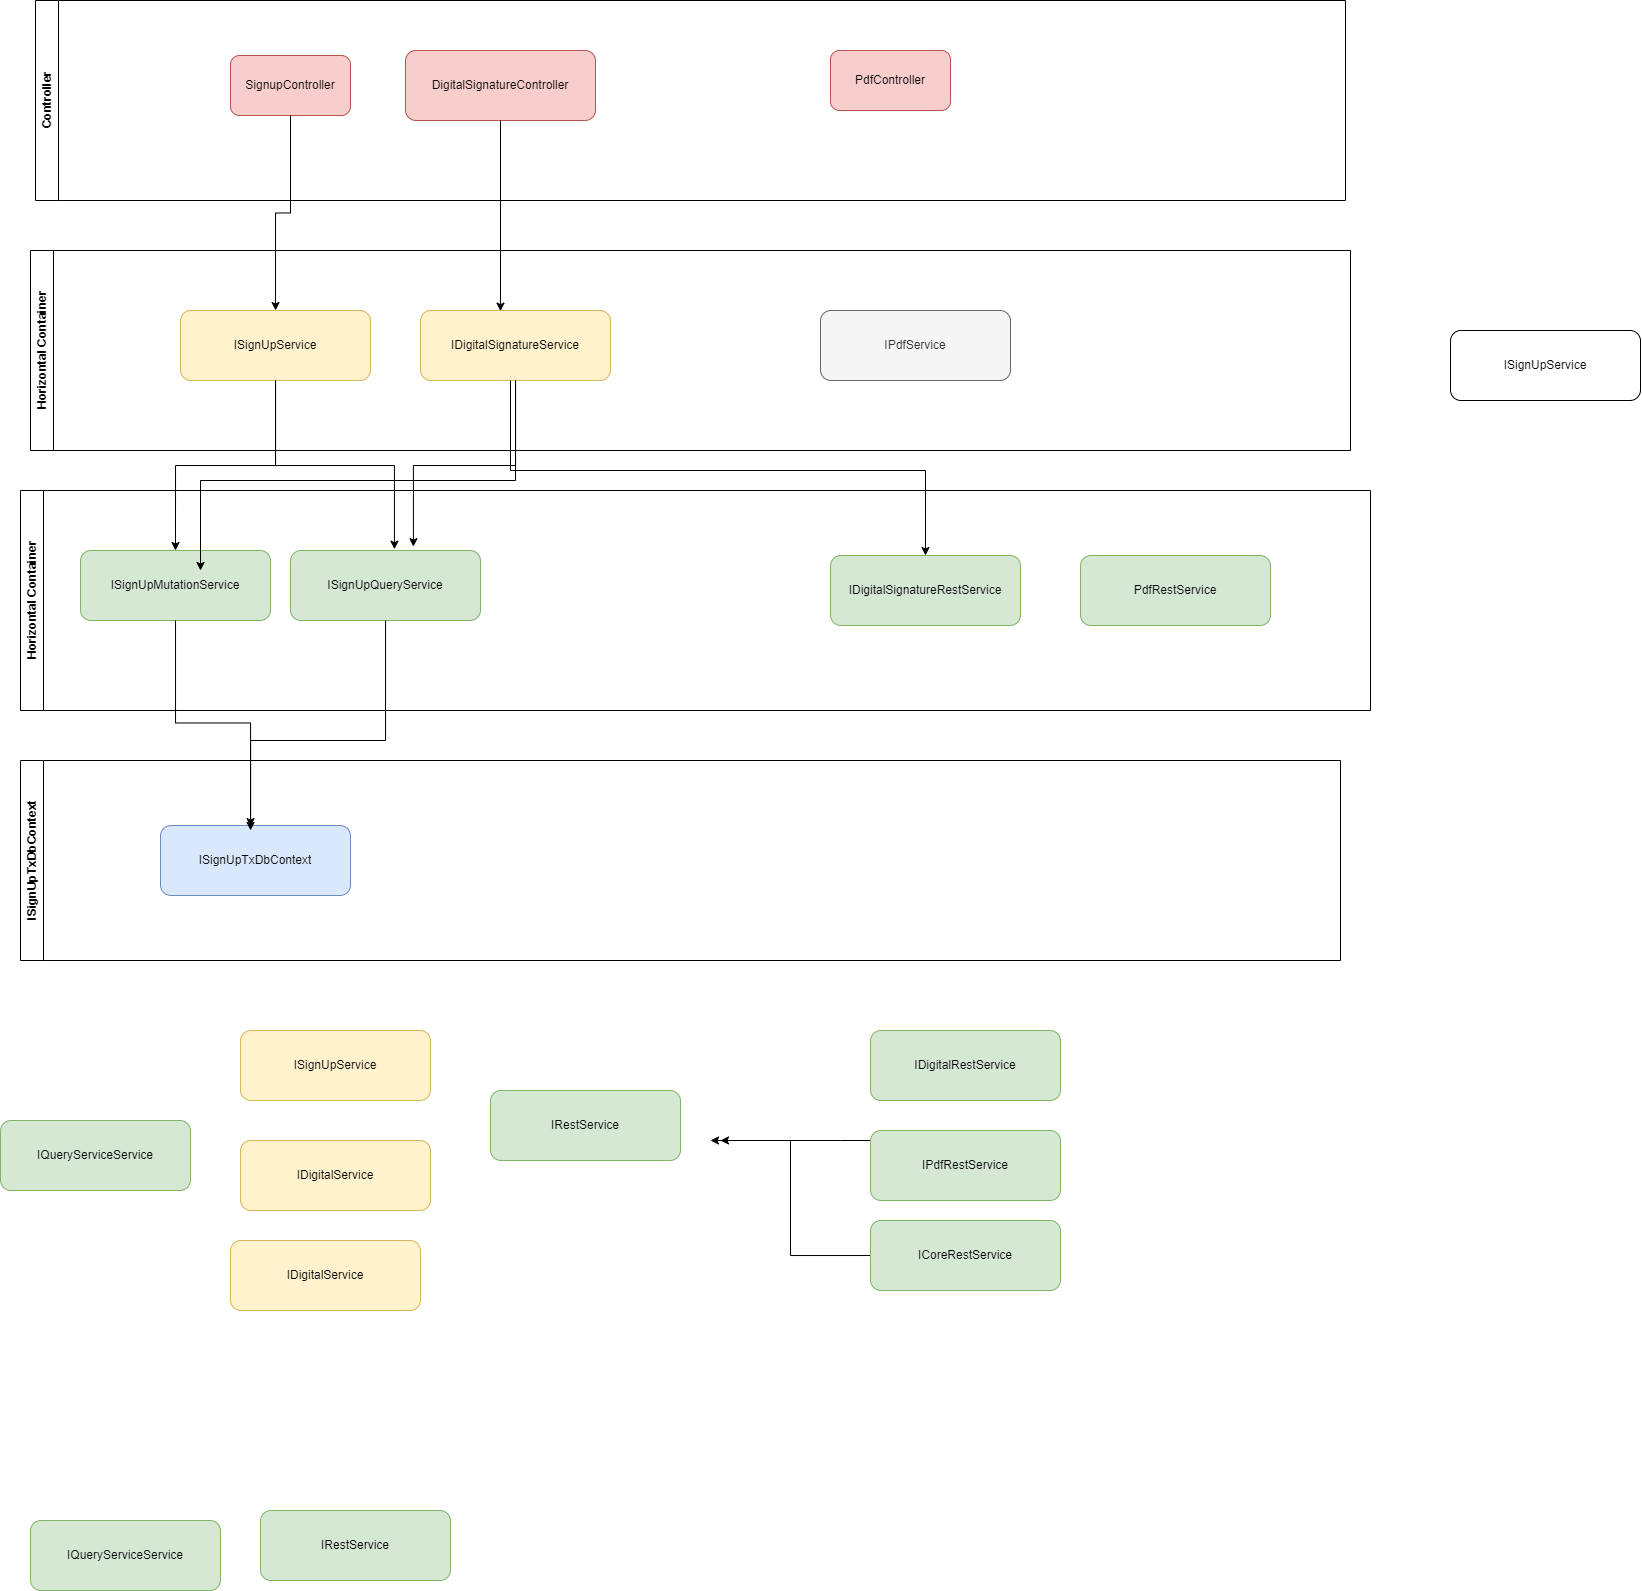 Controller
SignupController
DigitalSignatureController
PdfController
Horizontal Container
ISignUpService
IDigitalSignatureService
IPdfService
ISignUpService
Horizontal Container
ISignUpMutationService
ISignUpQueryService
IDigitalSignatureRestService
PdfRestService
ISignUpTxDbContext
ISignUpTxDbContext
ISignUpService
IDigitalRestService
IRestService
IQueryServiceService
IDigitalService
IPdfRestService
IDigitalService
ICoreRestService
IQueryServiceService
IRestService